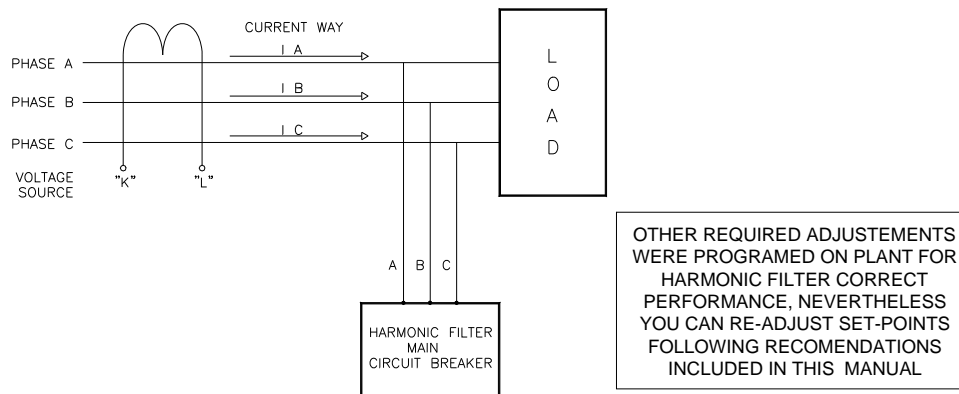 CURRENT WAY
I A
PHASE A
I B
PHASE B
I C
PHASE C
VOLTAGE
SOURCE
"K"
"L"
L
O
A
D
A B C
HARMONIC FILTER
MAIN
CIRCUIT BREAKER
OTHER REQUIRED ADJUSTEMENTS
WERE PROGRAMED ON PLANT FOR
HARMONIC FILTER CORRECT
PERFORMANCE, NEVERTHELESS
YOU CAN RE-ADJUST SET-POINTS
FOLLOWING RECOMENDATIONS
INCLUDED IN THIS MANUAL